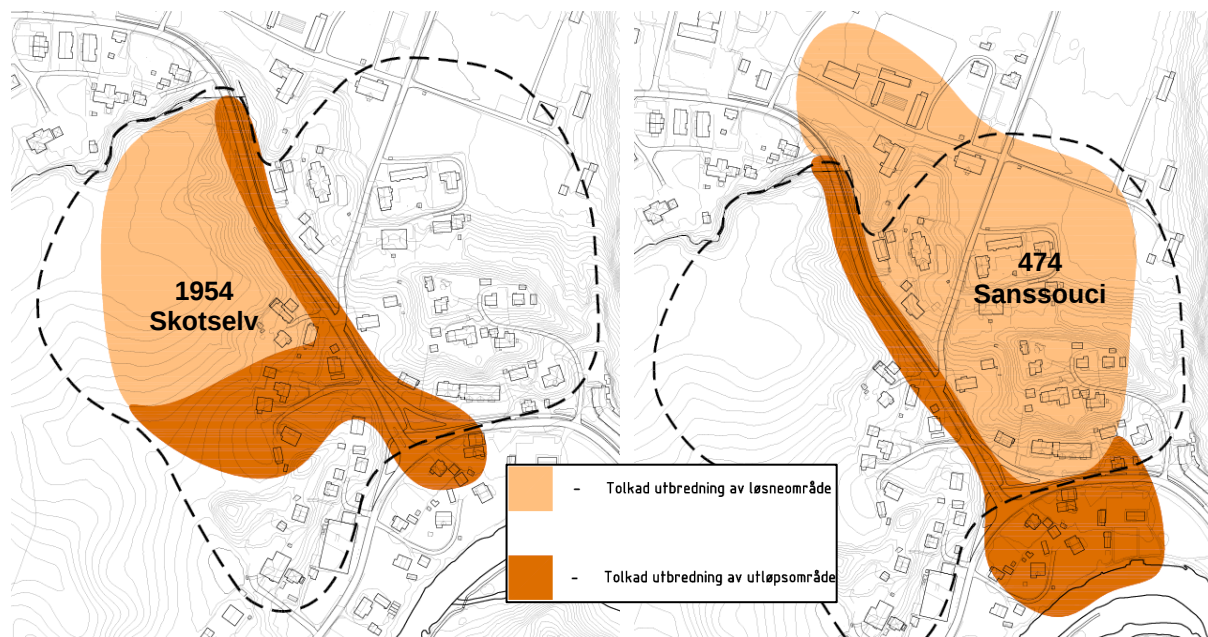 1954
Skotselv
474
Sanssouci
- Tolkad utbredning av løsneområde
- Tolkad utbredning av utløpsområde